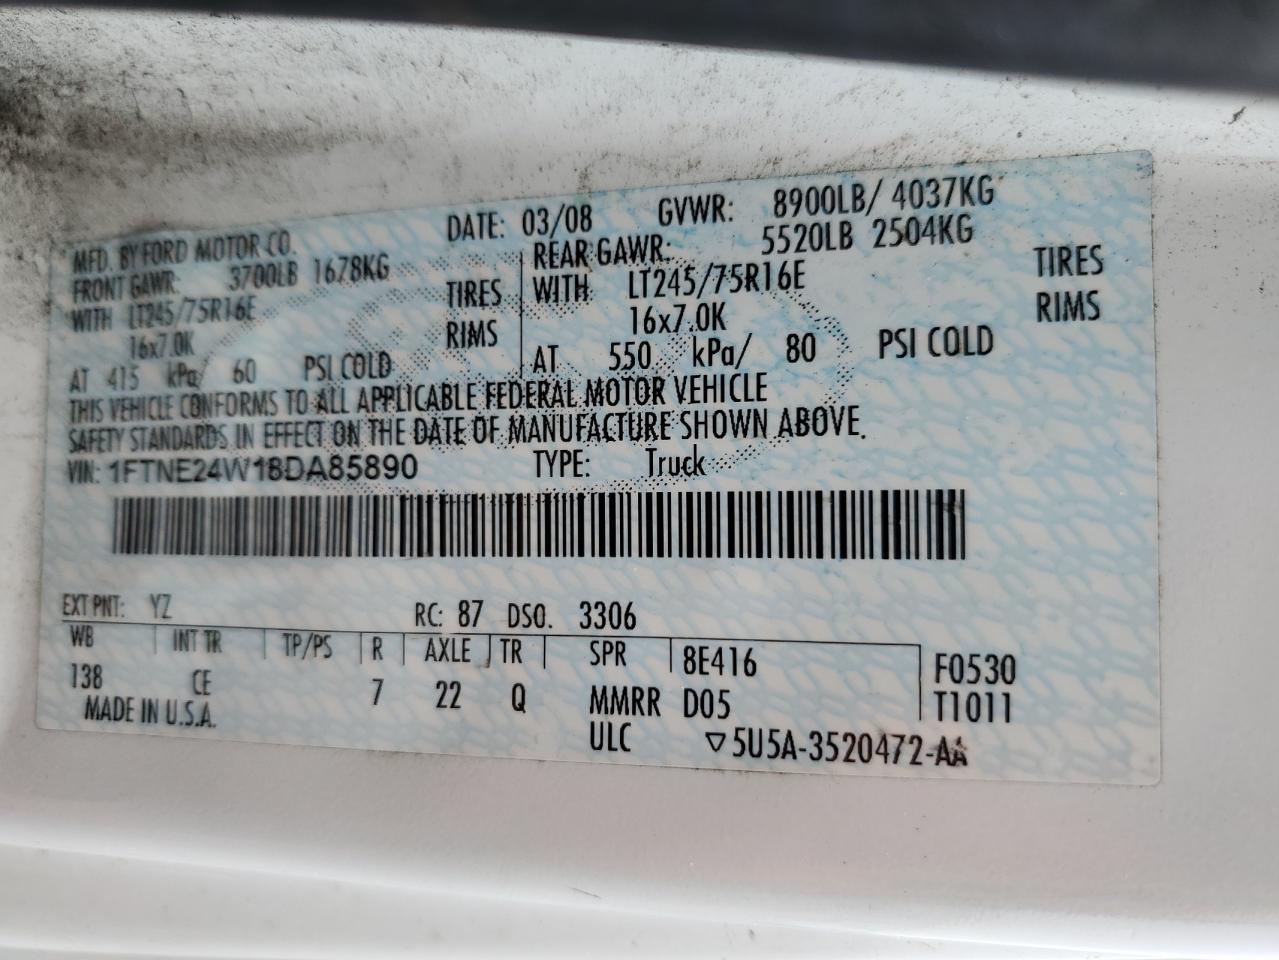 MFD. BY FORD MOTOR CO.
DATE: 03/08 GVWR: 8900LB/ 4037KG
FRONT GAWR: 3700LB 1678KG
REAR GAWR: 5520LB 2504KG
WITH LT245/75R16E TIRES
WITH LT245/75R16E TIRES
16x7.0K RIMS
16x7.0K RIMS
AT 415 kPa/ 60 PSI COLD
AT 550 kPa/ 80 PSI COLD
THIS VEHICLE CONFORMS TO ALL APPLICABLE FEDERAL MOTOR VEHICLE
SAFETY STANDARDS IN EFFECT ON THE DATE OF MANUFACTURE SHOWN ABOVE.
VIN: 1FTNE24W18DA85890 TYPE: Truck
EXT PNT: YZ RC: 87 DSO. 3306
WB INT TR TP/PS R AXLE TR SPR 8E416 F0530
138 CE 7 22 Q MMRR D05 T1011
MADE IN U.S.A. ULC ▽5U5A-3520472-AA